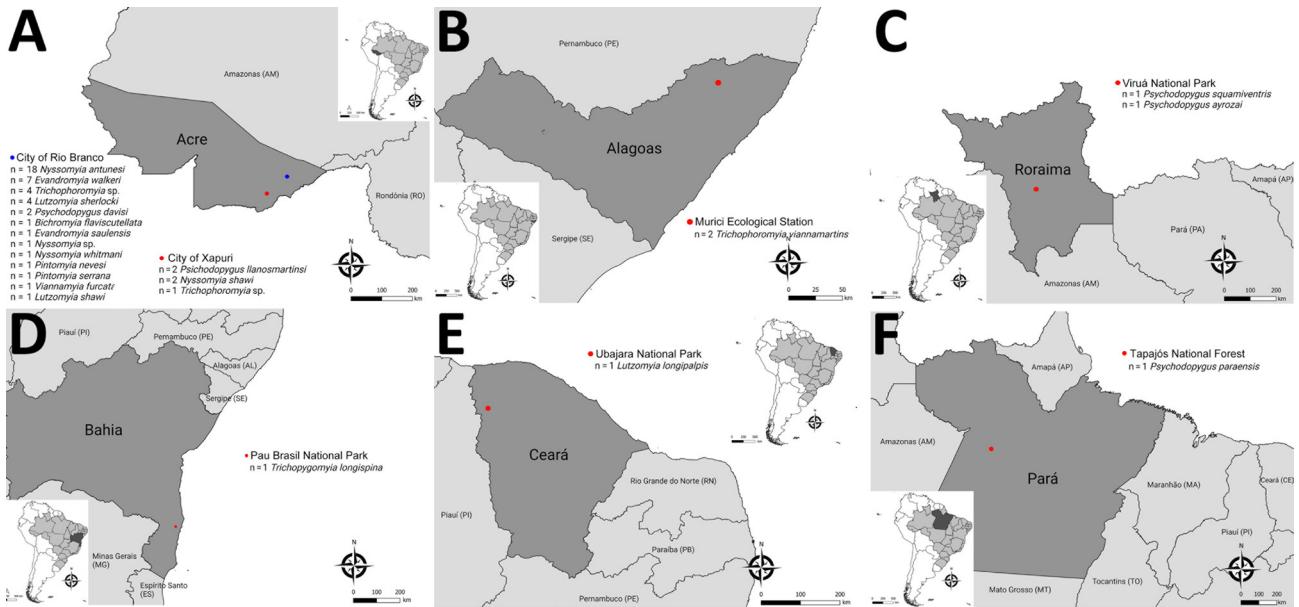 A
Amazonas (AM)
Acre
City of Rio Branco
n = 18 Nyssomyia antunesi
n = 7 Evandromyia walkeri
n = 4 Trichophoromyia sp.
n = 4 Lutzomyia sherlocki
n = 2 Psychodopygus davisi
n = 1 Bichromyia flaviscutellata
n = 1 Evandromyia saulensis
n = 1 Nyssomyia sp.
n = 1 Nyssomyia whitmani
n = 1 Pintomyia nevesi
n = 1 Pintomyia serrana
n = 1 Viannamyia furcata
n = 1 Lutzomyia shawi
Rondônia (RO)
City of Xapuri
n = 2 Psichodopygus llanosmartinsi
n = 2 Nyssomyia shawi
n = 1 Trichophoromyia sp.
N
0 100 200
km
B
Pernambuco (PE)
Alagoas
Sergipe (SE)
Murici Ecological Station
n = 2 Trichophoromyia viannamartins
N
0 25 50
km
C
Viruá National Park
n = 1 Psychodopygus squamiventris
n = 1 Psychodopygus ayrozai
Roraima
Amapá (AP)
Pará (PA)
Amazonas (AM)
N
0 100 200
km
D
Piauí (PI)
Pernambuco (PE)
Alagoas (AL)
Sergipe (SE)
Bahia
Pau Brasil National Park
n = 1 Trichopygomyia longispina
Minas Gerais
(MG)
Espírito Santo
(ES)
N
0 100 200
km
E
Ubajara National Park
n = 1 Lutzomyia longipalpis
Ceará
Rio Grande do Norte (RN)
Piauí (PI)
Paraíba (PB)
Pernambuco (PE)
N
0 100 200
km
F
Tapajós National Forest
n = 1 Psychodopygus paraensis
Amapá (AP)
Amazonas (AM)
Pará
Maranhão (MA)
Ceará (CE)
Piauí (PI)
Tocantins (TO)
Mato Grosso (MT)
N
0 100 200
km